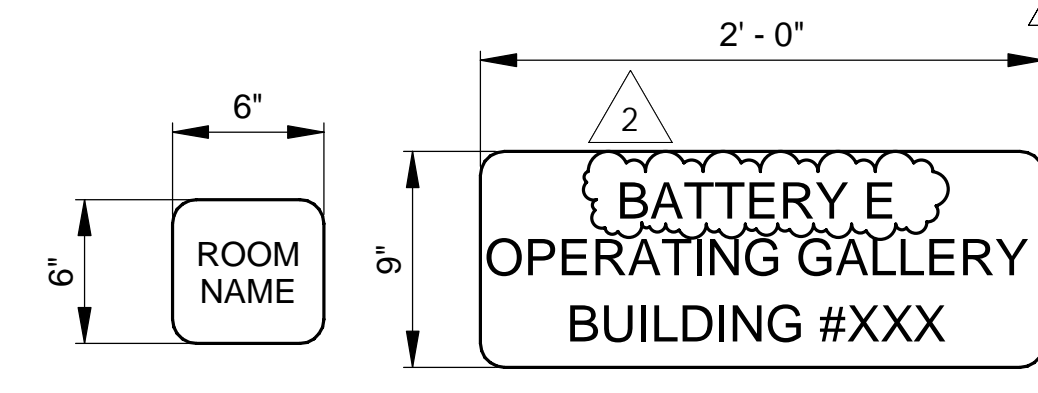 2' - 0"
2
6"
6"
ROOM
NAME
9"
BATTERY E
OPERATING GALLERY
BUILDING #XXX